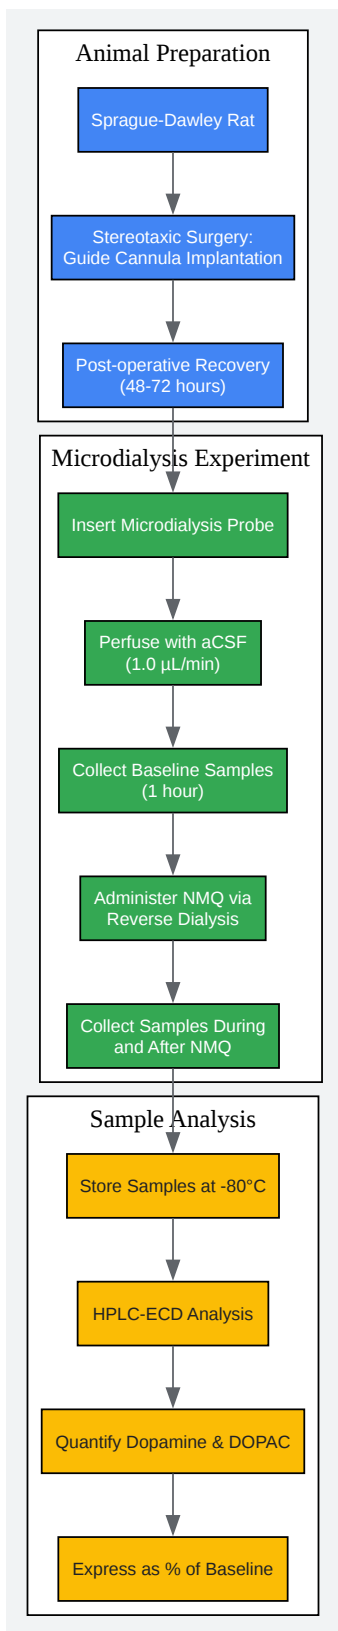 Animal Preparation
Sprague-Dawley Rat
Stereotaxic Surgery:
Guide Cannula Implantation
Post-operative Recovery
(48-72 hours)
Microdialysis Experiment
Insert Microdialysis Probe
Perfuse with aCSF
(1.0 µL/min)
Collect Baseline Samples
(1 hour)
Administer NMQ via
Reverse Dialysis
Collect Samples During
and After NMQ
Sample Analysis
Store Samples at -80°C
HPLC-ECD Analysis
Quantify Dopamine & DOPAC
Express as % of Baseline